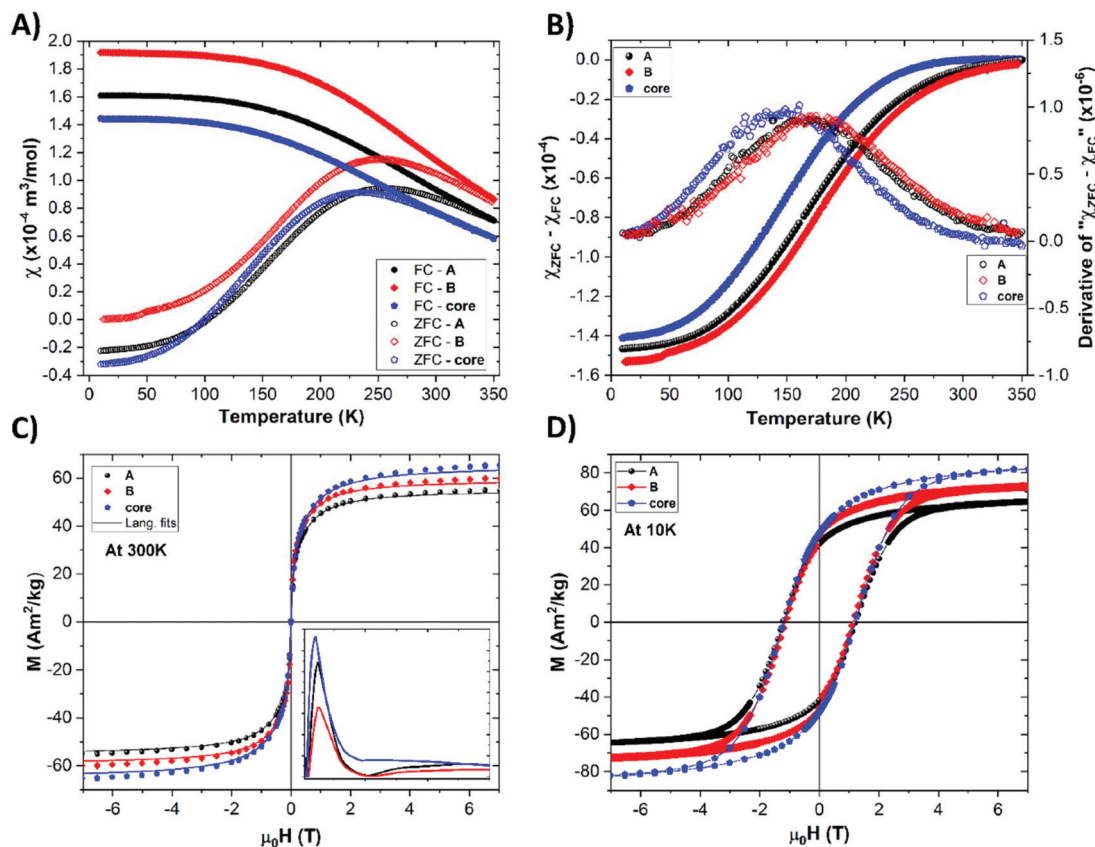 A)
χ (x10⁻⁴ m³/mol)
2.0
1.8
1.6
1.4
1.2
1.0
0.8
0.6
0.4
0.2
0.0
-0.2
-0.4
FC - A
FC - B
FC - core
ZFC - A
ZFC - B
ZFC - core
0 50 100 150 200 250 300 350
Temperature (K)
B)
A
B
core
χZFC - χFC (x10⁻⁴)
0.0
-0.2
-0.4
-0.6
-0.8
-1.0
-1.2
-1.4
-1.6
1.5
1.0
0.5
0.0
-0.5
-1.0
Derivative of "χZFC - χFC" (x10⁻⁶)
A
B
core
0 50 100 150 200 250 300 350
Temperature (K)
C)
A
B
core
Lang. fits
At 300K
M (Am²/kg)
60
40
20
0
-20
-40
-60
-6 -4 -2 0 2 4 6
μ₀H (T)
D)
A
B
core
At 10K
M (Am²/kg)
80
60
40
20
0
-20
-40
-60
-80
-6 -4 -2 0 2 4 6
μ₀H (T)